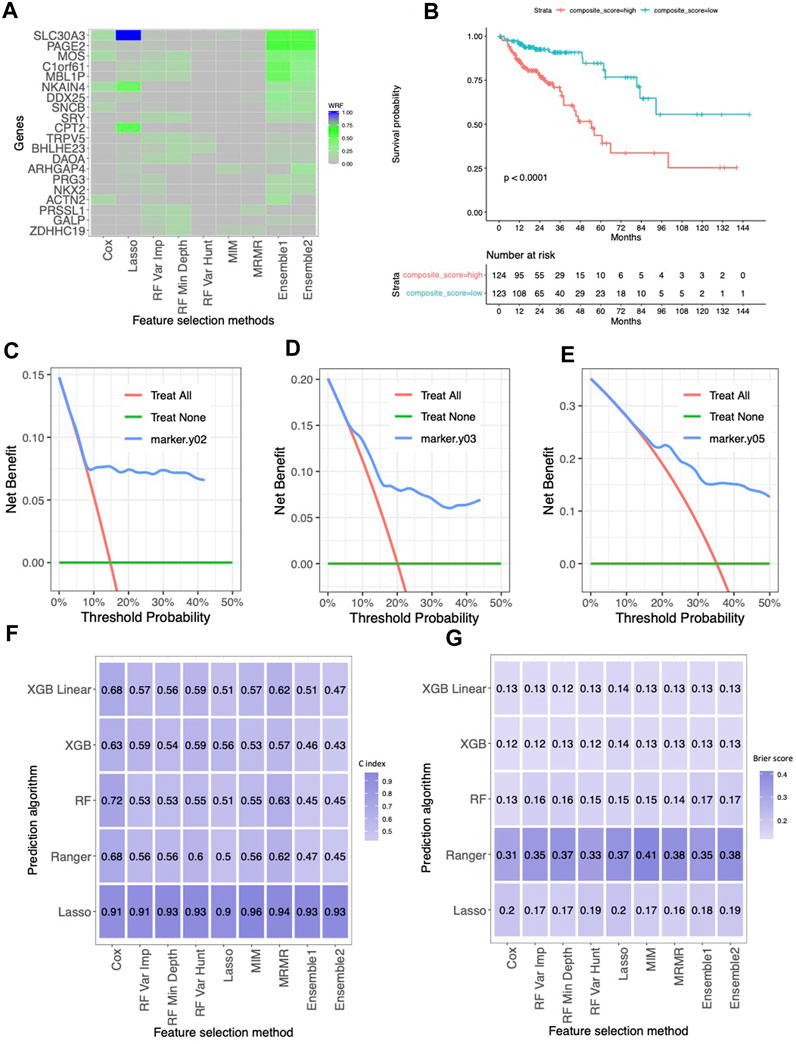 A
SLC30A3
PAGE2
MOS
C1orf61
MBL1P
NKAIN4
DDX25
SNCB
SRY
CPT2
TRPV5
BHLHE23
DAOA
ARHGAP4
PRG3
NKX2
ACTN2
PRSSL1
GALP
ZDHHC19
Genes
Cox
Lasso
RF Var Imp
RF Min Depth
RF Var Hunt
MIM
MRMR
Ensemble1
Ensemble2
Feature selection methods
WRF
1.00
0.75
0.50
0.25
0.00
B
Strata composite_score=high composite_score=low
Survival probability
1.00
0.75
0.50
0.25
0.00
p < 0.0001
0 12 24 36 48 60 72 84 96 108 120 132 144
Months
Number at risk
Strata
composite_score=high 124 95 55 29 15 10 6 5 4 3 3 2 0
composite_score=low 123 108 65 40 29 23 18 10 5 5 2 1 1
0 12 24 36 48 60 72 84 96 108 120 132 144
Months
C
Net Benefit
0.15
0.10
0.05
0.00
Treat All
Treat None
marker.y02
0% 10% 20% 30% 40% 50%
Threshold Probability
D
Net Benefit
0.20
0.15
0.10
0.05
0.00
Treat All
Treat None
marker.y03
0% 10% 20% 30% 40% 50%
Threshold Probability
E
Net Benefit
0.3
0.2
0.1
0.0
Treat All
Treat None
marker.y05
0% 10% 20% 30% 40% 50%
Threshold Probability
F
Prediction algorithm
XGB Linear 0.68 0.57 0.56 0.59 0.51 0.57 0.62 0.51 0.47
XGB 0.63 0.59 0.54 0.59 0.56 0.53 0.57 0.46 0.43
RF 0.72 0.53 0.53 0.55 0.51 0.55 0.63 0.45 0.45
Ranger 0.68 0.56 0.56 0.6 0.5 0.56 0.62 0.47 0.45
Lasso 0.91 0.91 0.93 0.93 0.9 0.96 0.94 0.93 0.93
Cox
RF Var Imp
RF Min Depth
RF Var Hunt
Lasso
MIM
MRMR
Ensemble1
Ensemble2
Feature selection method
C index
0.9
0.8
0.7
0.6
0.5
G
Prediction algorithm
XGB Linear 0.13 0.13 0.12 0.13 0.14 0.13 0.13 0.13 0.13
XGB 0.12 0.12 0.13 0.12 0.14 0.13 0.13 0.13 0.13
RF 0.13 0.16 0.16 0.15 0.15 0.15 0.14 0.17 0.17
Ranger 0.31 0.35 0.37 0.33 0.37 0.41 0.38 0.35 0.38
Lasso 0.2 0.17 0.17 0.19 0.2 0.17 0.16 0.18 0.19
Cox
RF Var Imp
RF Min Depth
RF Var Hunt
Lasso
MIM
MRMR
Ensemble1
Ensemble2
Feature selection method
Brier score
0.4
0.3
0.2